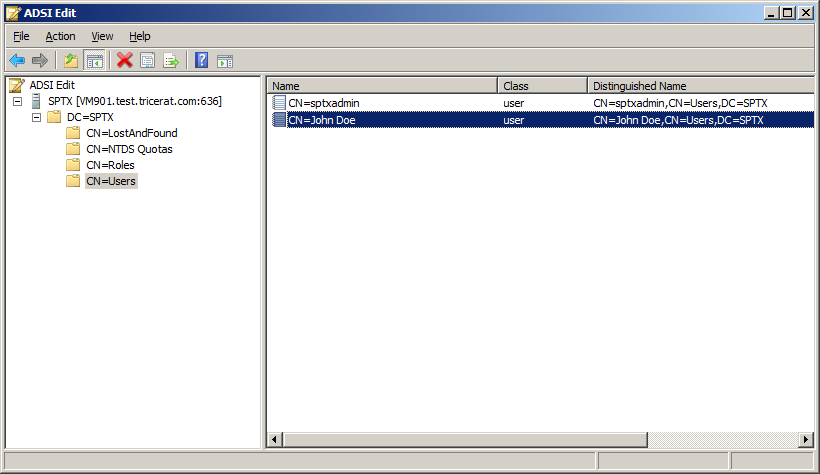 ADSI Edit
File Action View Help
ADSI Edit
SPTX [VM901.test.tricerat.com:636]
DC=SPTX
CN=LostAndFound
CN=NTDS Quotas
CN=Roles
CN=Users
Name Class Distinguished Name
CN=sptxadmin user CN=sptxadmin,CN=Users,DC=SPTX
CN=John Doe user CN=John Doe,CN=Users,DC=SPTX